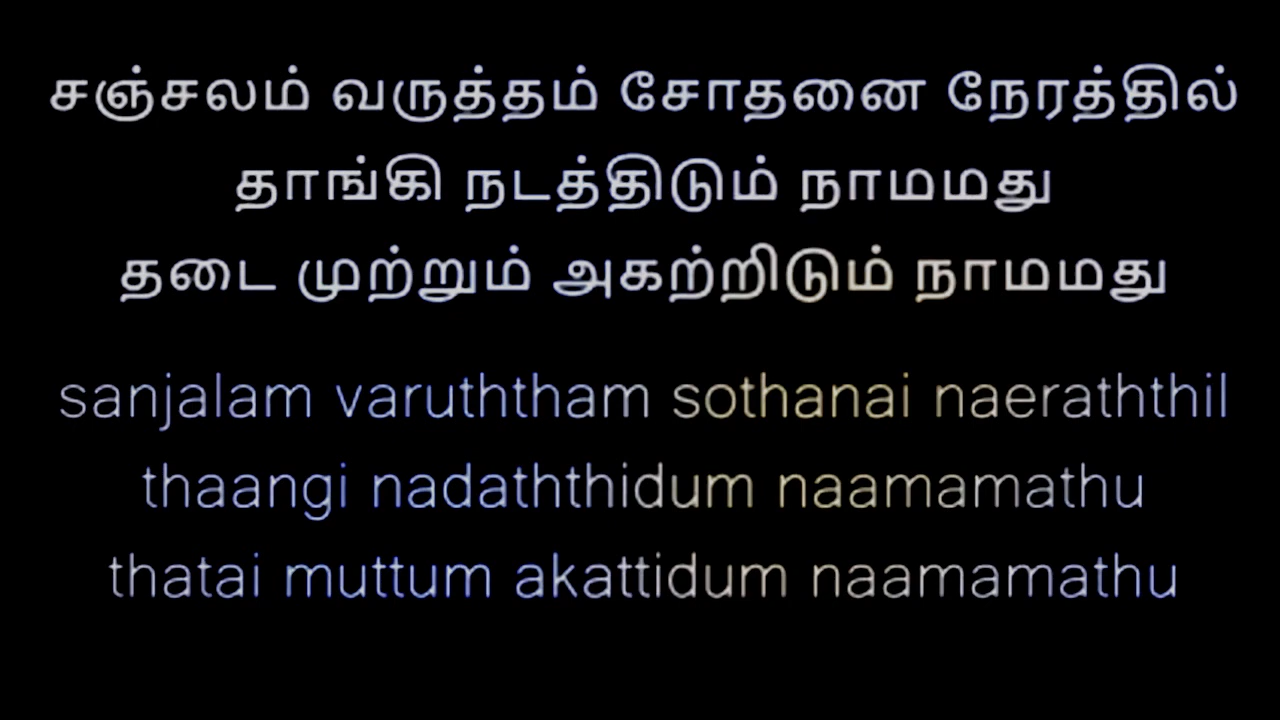 சஞ்சலம் வருத்தம் சோதனை நேரத்தில்
தாங்கி நடத்திடும் நாமமது
தடை முற்றும் அகற்றிடும் நாமமது
sanjalam varuththam sothanai naeraththil
thaangi nadaththidum naamamathu
thatai muttum akattidum naamamathu